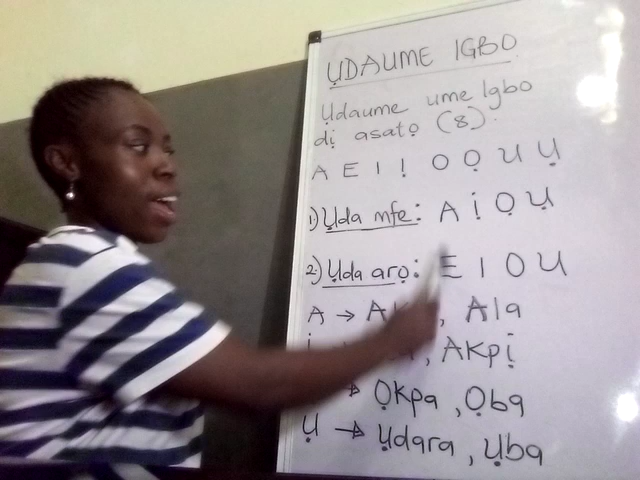 ỤDAUME IGBO
Ụdaume ume Igbo
dị asatọ (8).
A E I Ị O Ọ U Ụ
1) Ụda mfe: A Ị Ọ Ụ
2) Ụda arọ: E I O U
A → , Ala
, AKpị
Ọkpa , Ọba
Ụ → Ụdara , Ụba